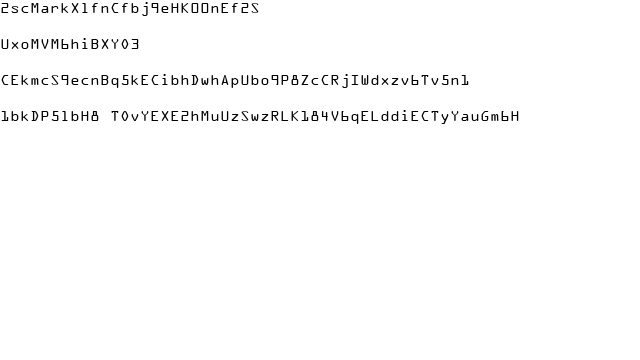 2scMarkX1fnCfbj9eHKOOnEf2S
UxoMVM6hiBXY03
CEkmcS9ecnBq5kECibhDwhApUbo9P8ZcCRjIWdxzv6Tv5n1
1bkDP51bH8 T0vYEXE2hMuUzSwzRLK184V6qELddiECTyYauGm6H